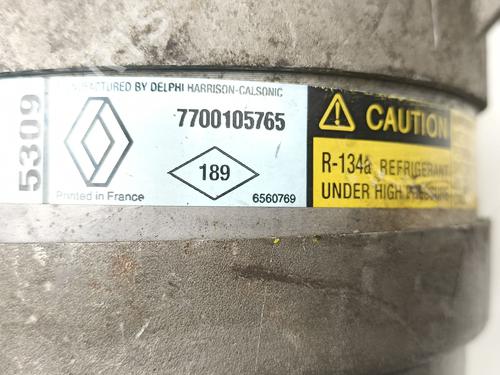 5309
MANUFACTURED BY DELPHI HARRISON-CALSONIC
7700105765
189
Printed in France
6560769
CAUTION
R-134a REFRIGERANT
UNDER HIGH PRESSURE